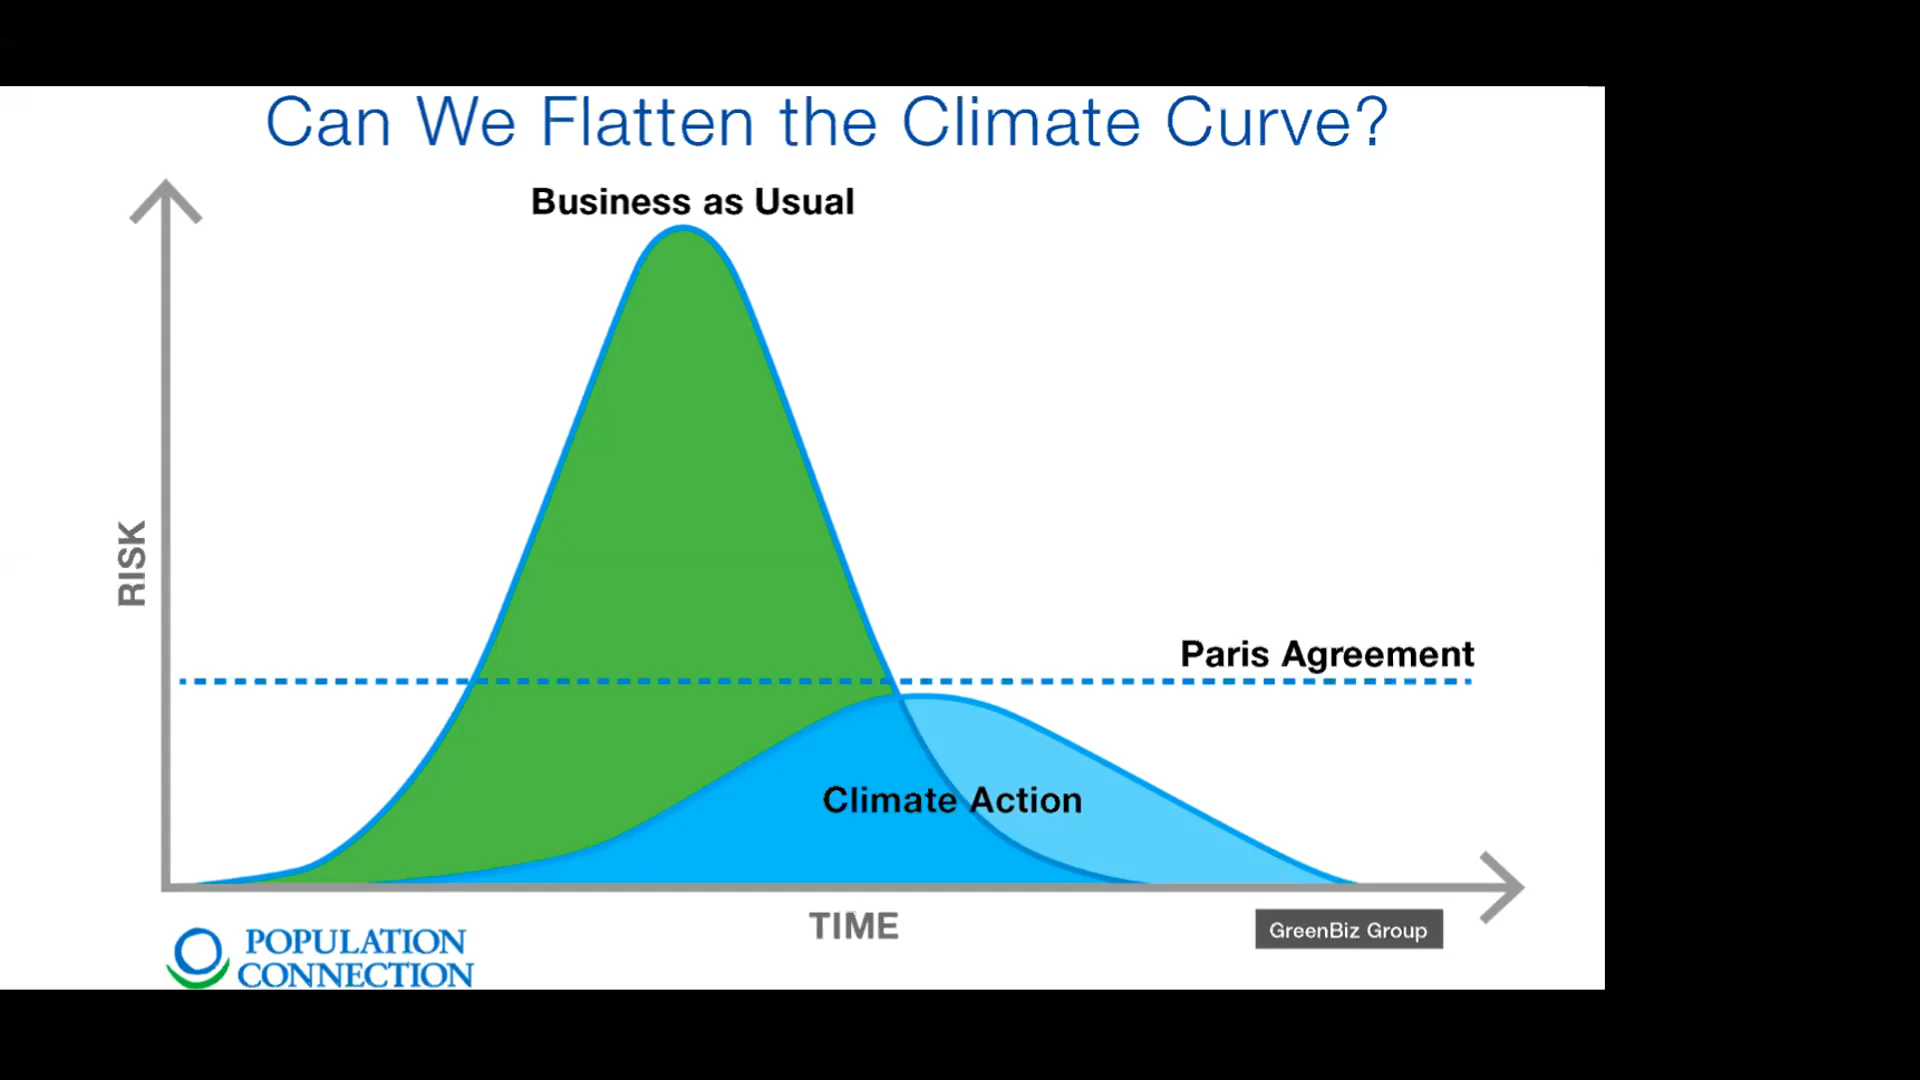 Can We Flatten the Climate Curve?
Business as Usual
RISK
Paris Agreement
Climate Action
TIME
GreenBiz Group
POPULATION
CONNECTION